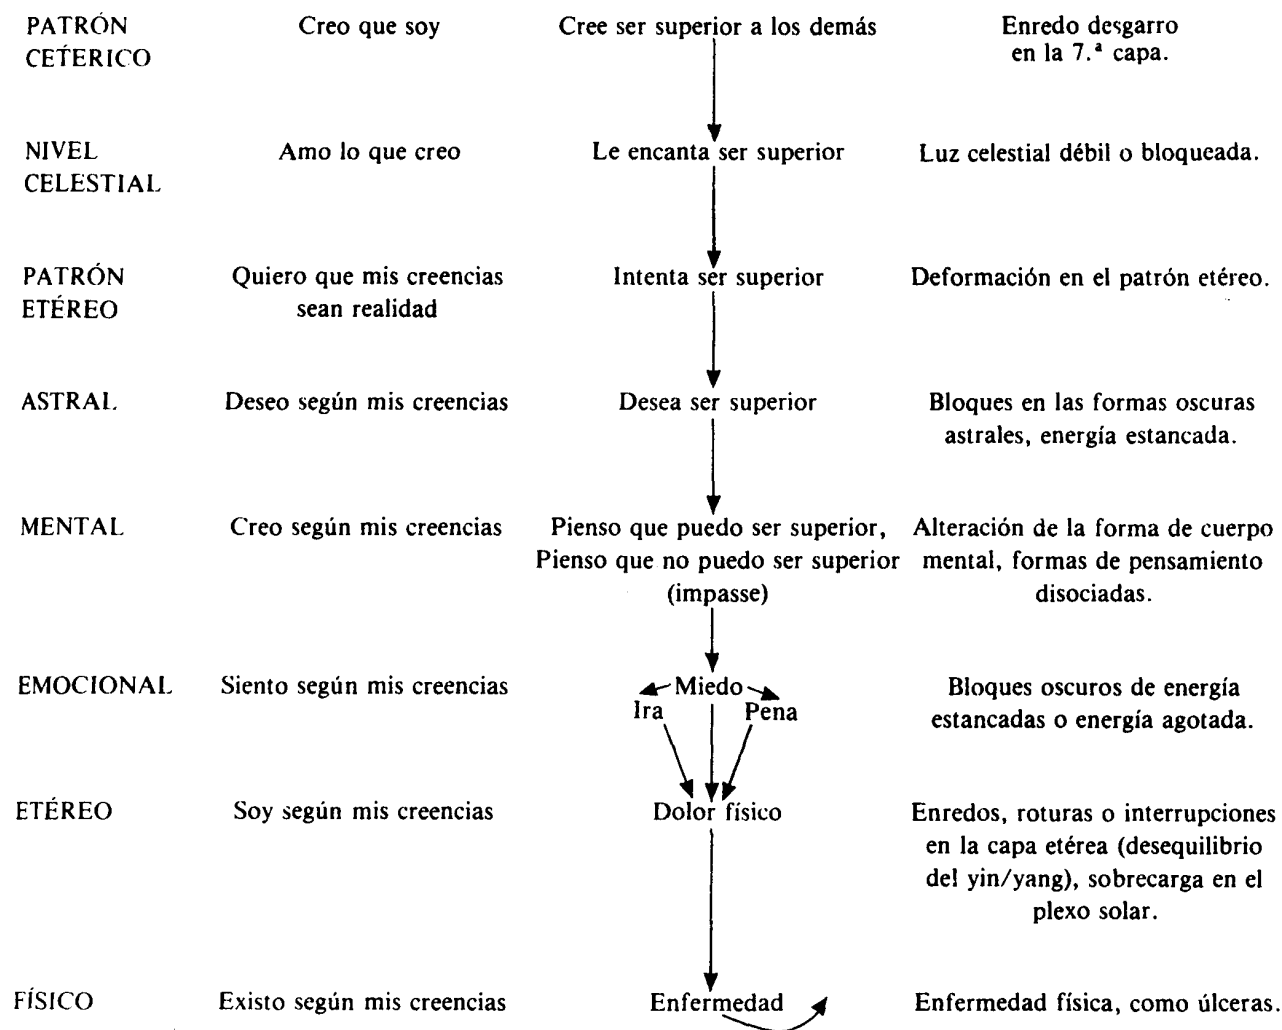 PATRÓN Creo que soy Cree ser superior a los demás Enredo desgarro
CETÉRICO en la 7.ª capa.
NIVEL Amo lo que creo Le encanta ser superior Luz celestial débil o bloqueada.
CELESTIAL
PATRÓN Quiero que mis creencias Intenta ser superior Deformación en el patrón etéreo.
ETÉREO sean realidad
ASTRAL Deseo según mis creencias Desea ser superior Bloques en las formas oscuras
astrales, energía estancada.
MENTAL Creo según mis creencias Pienso que puedo ser superior, Alteración de la forma de cuerpo
Pienso que no puedo ser superior mental, formas de pensamiento
(impasse) disociadas.
EMOCIONAL Siento según mis creencias Miedo Bloques oscuros de energía
Ira Pena estancadas o energía agotada.
ETÉREO Soy según mis creencias Dolor físico Enredos, roturas o interrupciones
en la capa etérea (desequilibrio
del yin/yang), sobrecarga en el
plexo solar.
FÍSICO Existo según mis creencias Enfermedad Enfermedad física, como úlceras.